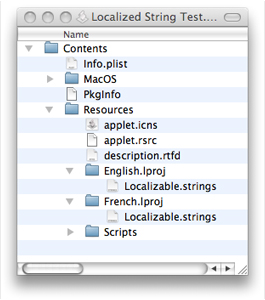 Localized String Test....
Name
Contents
Info.plist
MacOS
PkgInfo
Resources
applet.icns
applet.rsrc
description.rtfd
English.lproj
Localizable.strings
French.lproj
Localizable.strings
Scripts